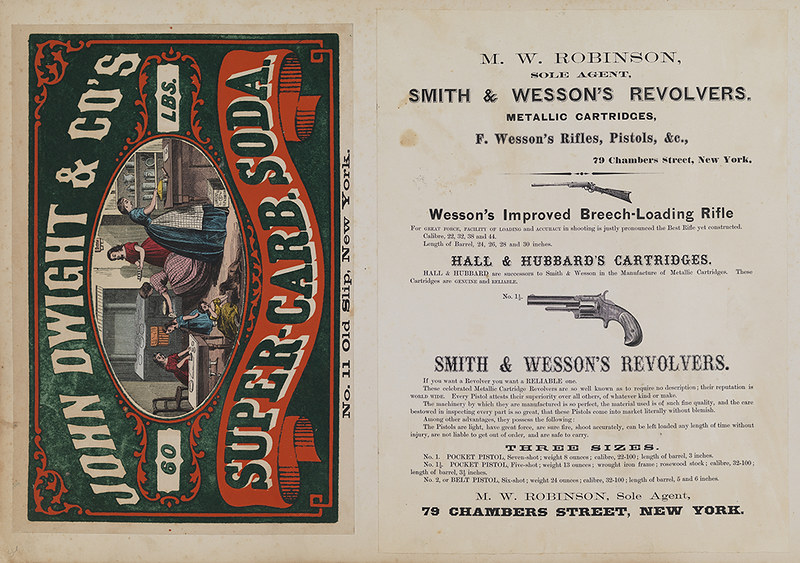 JOHN DWIGHT & CO'S
60
LBS.
SUPER-CARB. SODA.
No. 11 Old Slip, New York.
M. W. ROBINSON,
SOLE AGENT,
SMITH & WESSON'S REVOLVERS.
METALLIC CARTRIDGES,
F. Wesson's Rifles, Pistols, &c.,
79 Chambers Street, New York.
Wesson's Improved Breech-Loading Rifle
For GREAT FORCE, FACILITY OF LOADING and ACCURACY in shooting is justly pronounced the Best Rifle yet constructed.
Calibre, 22, 32, 38 and 44.
Length of Barrel, 24, 26, 28 and 30 inches.
HALL & HUBBARD'S CARTRIDGES.
HALL & HUBBARD are successors to Smith & Wesson in the Manufacture of Metallic Cartridges. These
Cartridges are GENUINE and RELIABLE.
No. 1½.
SMITH & WESSON'S REVOLVERS.
If you want a Revolver you want a RELIABLE one.
These celebrated Metallic Cartridge Revolvers are so well known as to require no description; their reputation is
WORLD WIDE. Every Pistol attests their superiority over all others, of whatever kind or make.
The machinery by which they are manufactured is so perfect, the material used is of such fine quality, and the care
bestowed in inspecting every part is so great, that these Pistols come into market literally without blemish.
Among other advantages, they possess the following:
The Pistols are light, have great force, are sure fire, shoot accurately, can be left loaded any length of time without
injury, are not liable to get out of order, and are safe to carry.
THREE SIZES.
No. 1. POCKET PISTOL, Seven-shot; weight 8 ounces; calibre, 22-100; length of barrel, 3 inches.
No. 1½. POCKET PISTOL, Five-shot; weight 13 ounces; wrought iron frame; rosewood stock; calibre, 32-100;
length of barrel, 3½ inches.
No. 2, or BELT PISTOL, Six-shot; weight 24 ounces; calibre, 32-100; length of barrel, 5 and 6 inches.
M. W. ROBINSON, Sole Agent,
79 CHAMBERS STREET, NEW YORK.